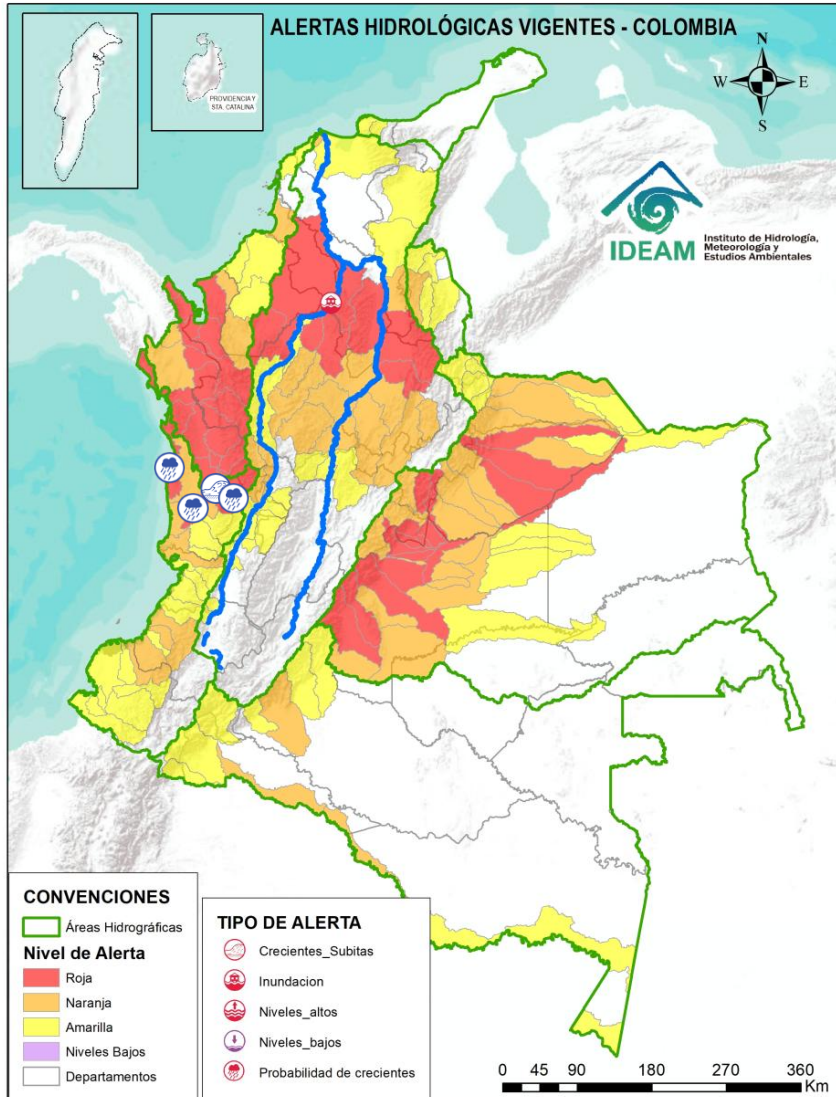 ALERTAS HIDROLÓGICAS VIGENTES - COLOMBIA
PROVIDENCIA Y
STA. CATALINA
N
W
E
S
IDEAM
Instituto de Hidrología,
Meteorología y
Estudios Ambientales
CONVENCIONES
Áreas Hidrográficas
Nivel de Alerta
Roja
Naranja
Amarilla
Niveles Bajos
Departamentos
TIPO DE ALERTA
Crecientes_Subitas
Inundacion
Niveles_altos
Niveles_bajos
Probabilidad de crecientes
0 45 90 180 270 360
Km